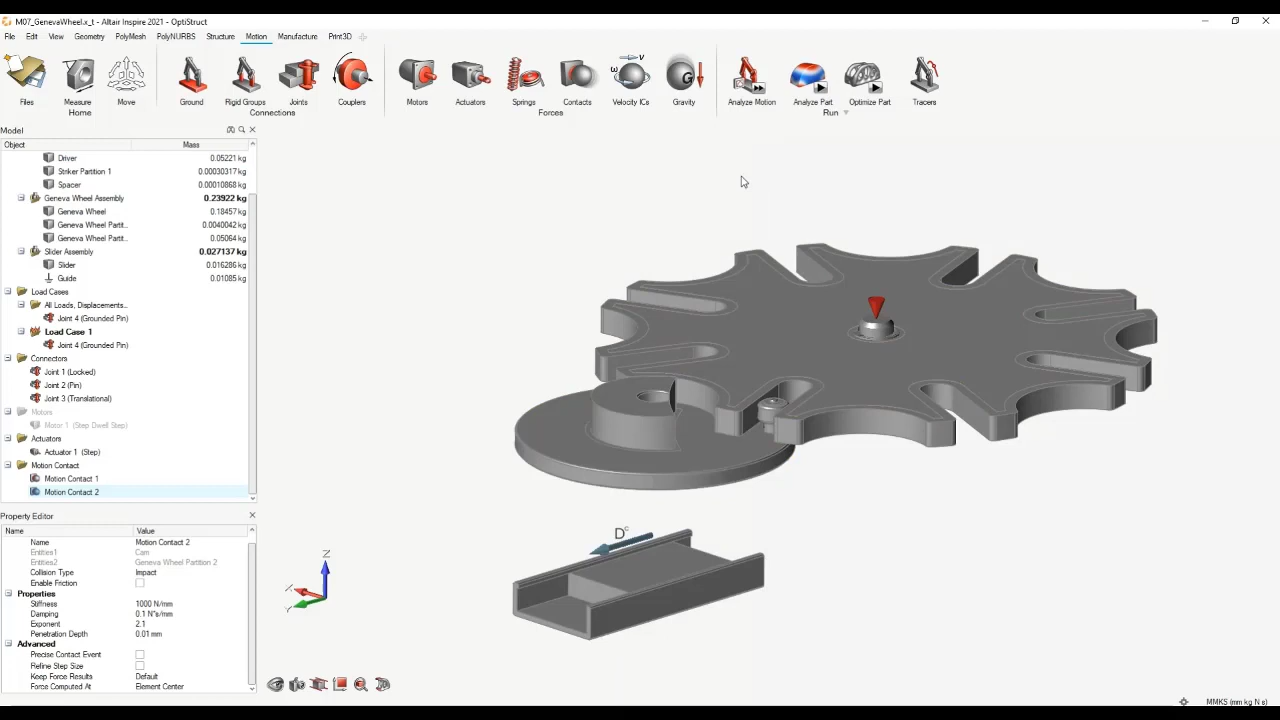 M07_GenevaWheel.x_t - Altair Inspire 2021 - OptiStruct
File Edit View Geometry PolyMesh PolyNURBS Structure Motion Manufacture Print3D
Files Measure Move Ground Rigid Groups Joints Couplers Motors Actuators Springs Contacts Velocity ICs Gravity Analyze Motion Analyze Part Optimize Part Tracers
Home Connections Forces Run
Model
Object Mass
Driver 0.05221 kg
Striker Partition 1 0.00030317 kg
Spacer 0.00010868 kg
Geneva Wheel Assembly 0.23922 kg
Geneva Wheel 0.18457 kg
Geneva Wheel Partit... 0.0040042 kg
Geneva Wheel Partit... 0.05064 kg
Slider Assembly 0.027137 kg
Slider 0.016286 kg
Guide 0.01085 kg
Load Cases
All Loads, Displacements...
Joint 4 (Grounded Pin)
Load Case 1
Joint 4 (Grounded Pin)
Connectors
Joint 1 (Locked)
Joint 2 (Pin)
Joint 3 (Translational)
Motors
Motor 1 (Step Dwell Step)
Actuators
Actuator 1 (Step)
Motion Contact
Motion Contact 1
Motion Contact 2
Property Editor
Name Value
Name Motion Contact 2
Entities1 Cam
Entities2 Geneva Wheel Partition 2
Collision Type Impact
Enable Friction
Properties
Stiffness 1000 N/mm
Damping 0.1 N*s/mm
Exponent 2.1
Penetration Depth 0.01 mm
Advanced
Precise Contact Event
Refine Step Size
Keep Force Results Default
Force Computed At Element Center
G
ω v
D
Z
X
Y
MMKS (mm kg N s)